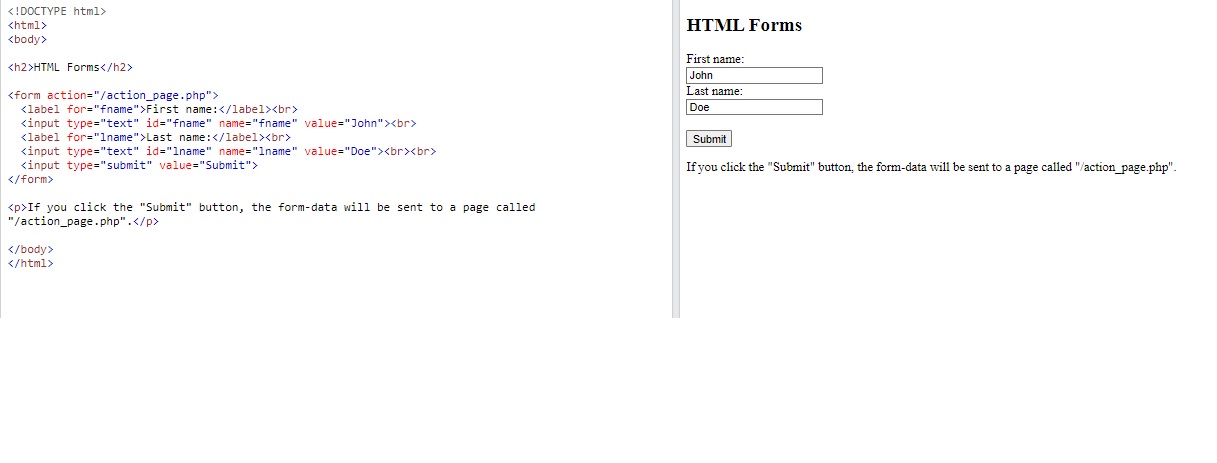 <!DOCTYPE html>
<html>
<body>

<h2>HTML Forms</h2>

<form action="/action_page.php">
  <label for="fname">First name:</label><br>
  <input type="text" id="fname" name="fname" value="John"><br>
  <label for="lname">Last name:</label><br>
  <input type="text" id="lname" name="lname" value="Doe"><br><br>
  <input type="submit" value="Submit">
</form>

<p>If you click the "Submit" button, the form-data will be sent to a page called
"/action_page.php".</p>

</body>
</html>

HTML Forms
First name:
John
Last name:
Doe
Submit
If you click the "Submit" button, the form-data will be sent to a page called "/action_page.php".